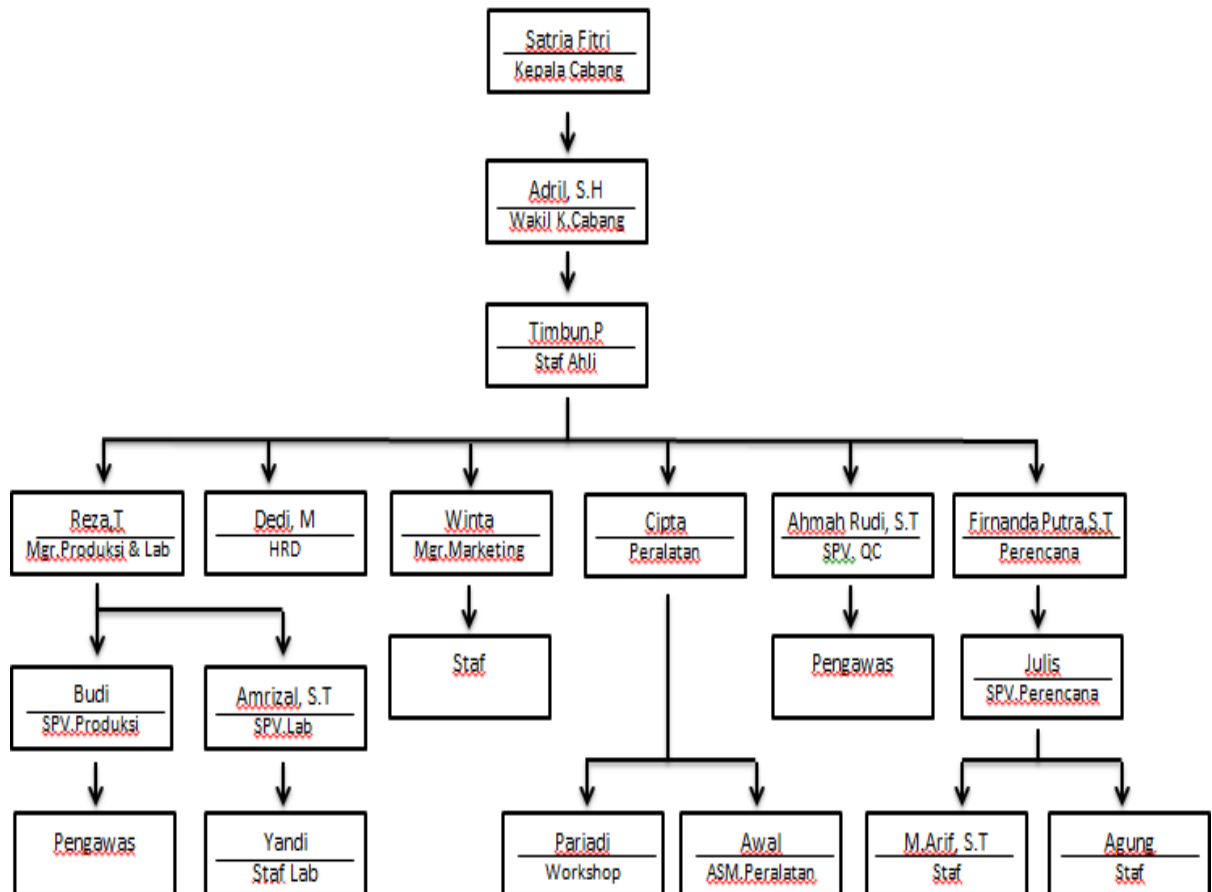 Satria Fitri
Kepala Cabang
Adril, S.H
Wakil K.Cabang
Timbun.P
Staf Ahli
Reza,T
Mgr.Produksi & Lab
Dedi, M
HRD
Winta
Mgr.Marketing
Cipta
Peralatan
Ahmah Rudi, S.T
SPV. QC
Firnanda Putra,S.T
Perencana
Budi
SPV.Produksi
Amrizal, S.T
SPV.Lab
Staf
Pengawas
Julis
SPV.Perencana
Pengawas
Yandi
Staf Lab
Pariadi
Workshop
Awal
ASM.Peralatan
M.Arif, S.T
Staf
Agung
Staf